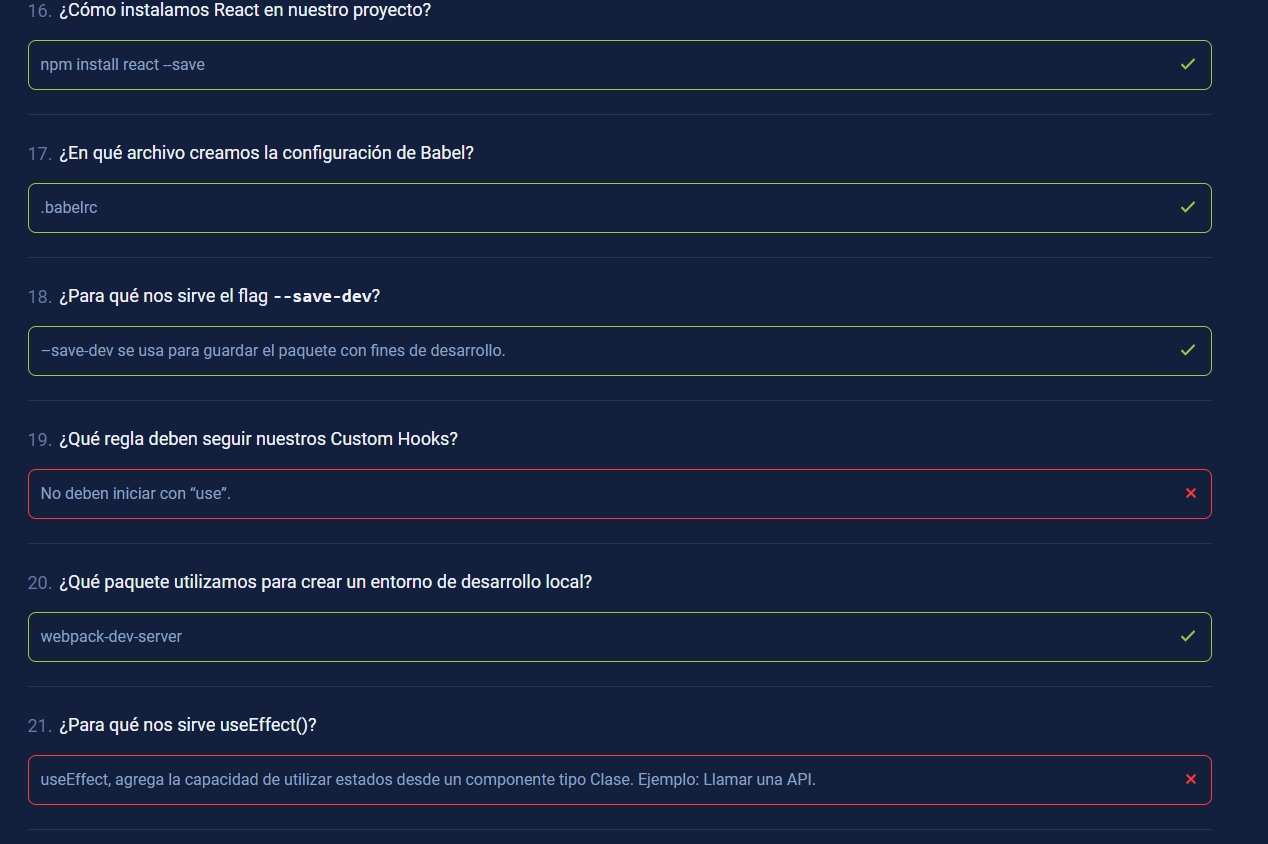 16. ¿Cómo instalamos React en nuestro proyecto?
npm install react --save
17. ¿En qué archivo creamos la configuración de Babel?
.babelrc
18. ¿Para qué nos sirve el flag --save-dev?
–save-dev se usa para guardar el paquete con fines de desarrollo.
19. ¿Qué regla deben seguir nuestros Custom Hooks?
No deben iniciar con “use”.
20. ¿Qué paquete utilizamos para crear un entorno de desarrollo local?
webpack-dev-server
21. ¿Para qué nos sirve useEffect()?
useEffect, agrega la capacidad de utilizar estados desde un componente tipo Clase. Ejemplo: Llamar una API.